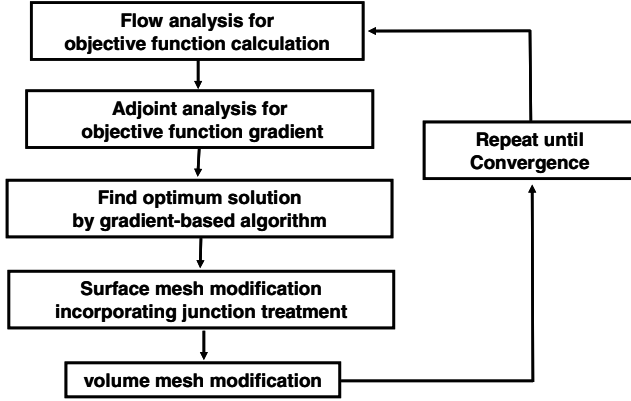 Flow analysis for
objective function calculation
Adjoint analysis for
objective function gradient
Find optimum solution
by gradient-based algorithm
Surface mesh modification
incorporating junction treatment
volume mesh modification
Repeat until
Convergence